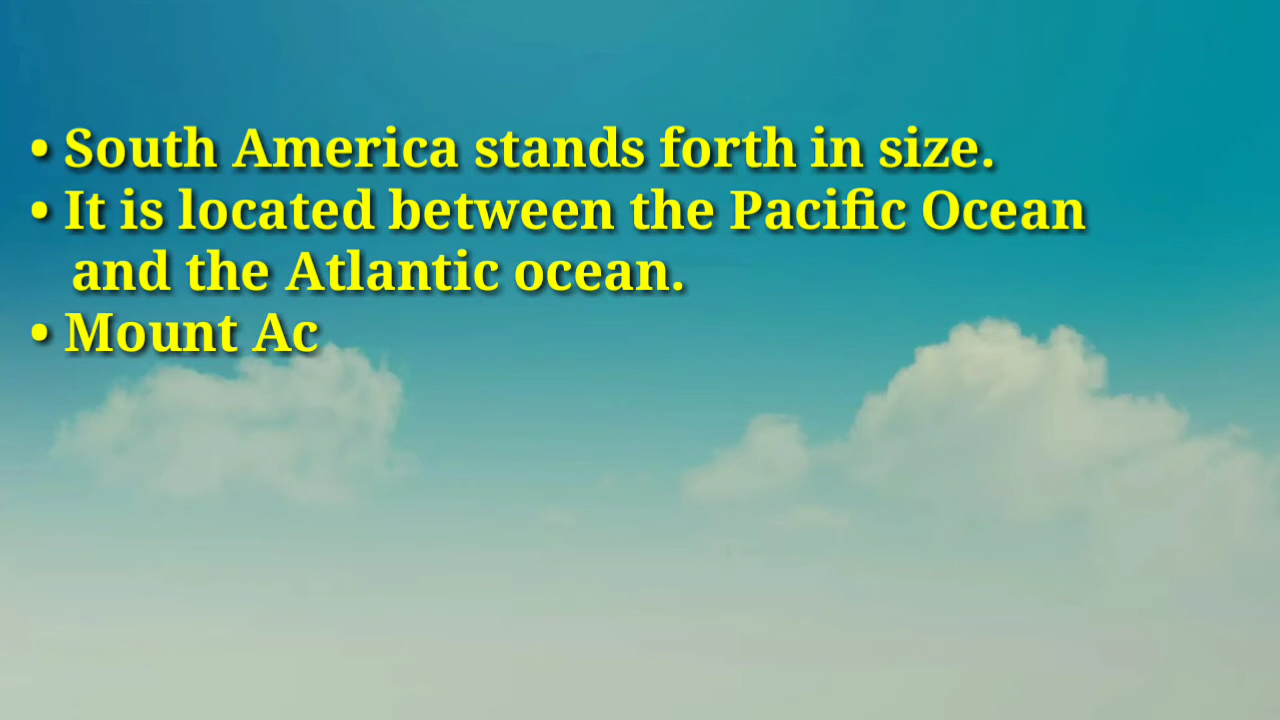 • South America stands forth in size.
• It is located between the Pacific Ocean
and the Atlantic ocean.
• Mount Ac